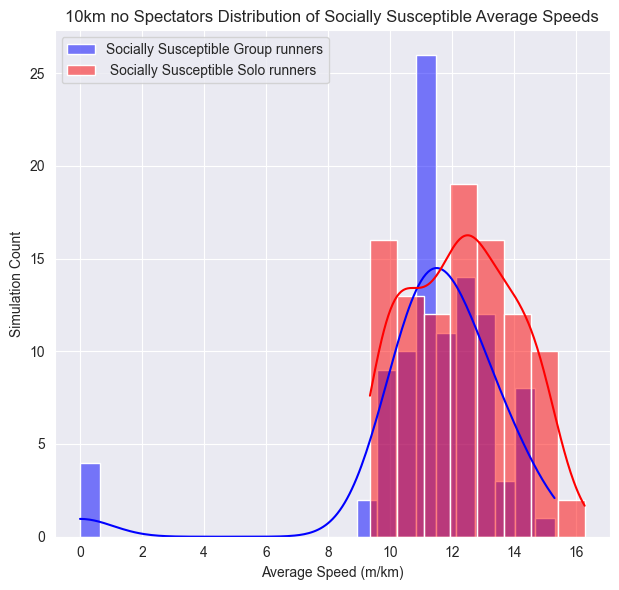 10km no Spectators Distribution of Socially Susceptible Average Speeds
Socially Susceptible Group runners
Socially Susceptible Solo runners
Simulation Count
25
20
15
10
5
0
0 2 4 6 8 10 12 14 16
Average Speed (m/km)